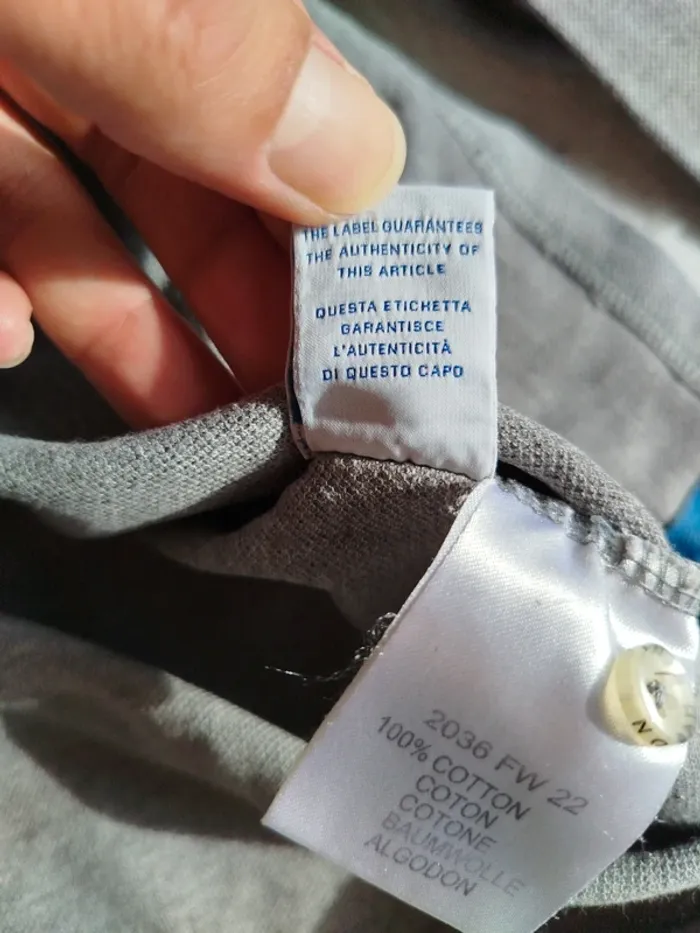 THE LABEL GUARANTEES
THE AUTHENTICITY OF
THIS ARTICLE
QUESTA ETICHETTA
GARANTISCE
L'AUTENTICITÀ
DI QUESTO CAPO
2036 FW 22
100% COTTON
COTON
COTONE
BAUMWOLLE
ALGODON